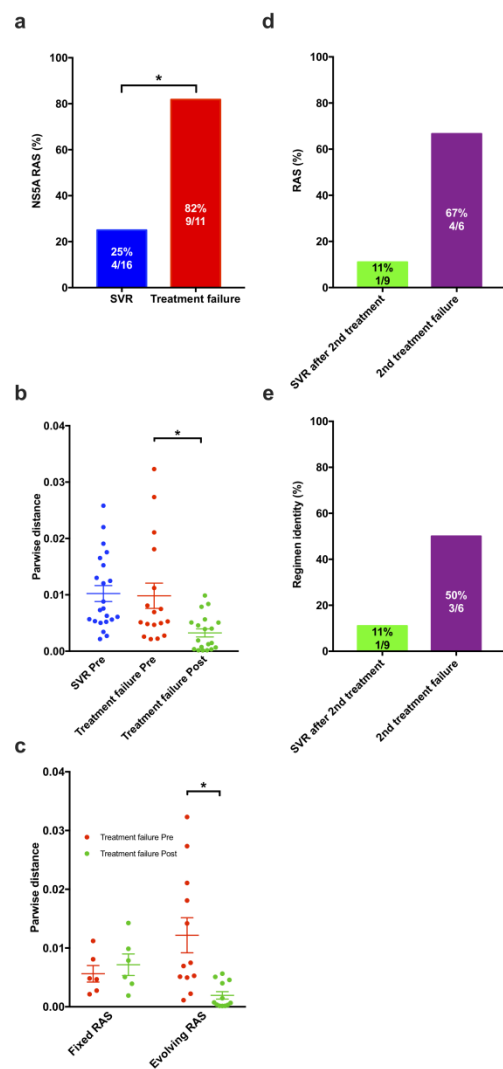 a
NS5A RAS (%)
100
80
60
40
20
0
*
25%
4/16
82%
9/11
SVR
Treatment failure
b
Parwise distance
0.04
0.03
0.02
0.01
0.00
*
SVR Pre
Treatment failure Pre
Treatment failure Post
c
Parwise distance
0.04
0.03
0.02
0.01
0.00
Treatment failure Pre
Treatment failure Post
*
Fixed RAS
Evolving RAS
d
RAS (%)
100
80
60
40
20
0
11%
1/9
67%
4/6
SVR after 2nd treatment
2nd treatment failure
e
Regimen identity (%)
100
80
60
40
20
0
11%
1/9
50%
3/6
SVR after 2nd treatment
2nd treatment failure